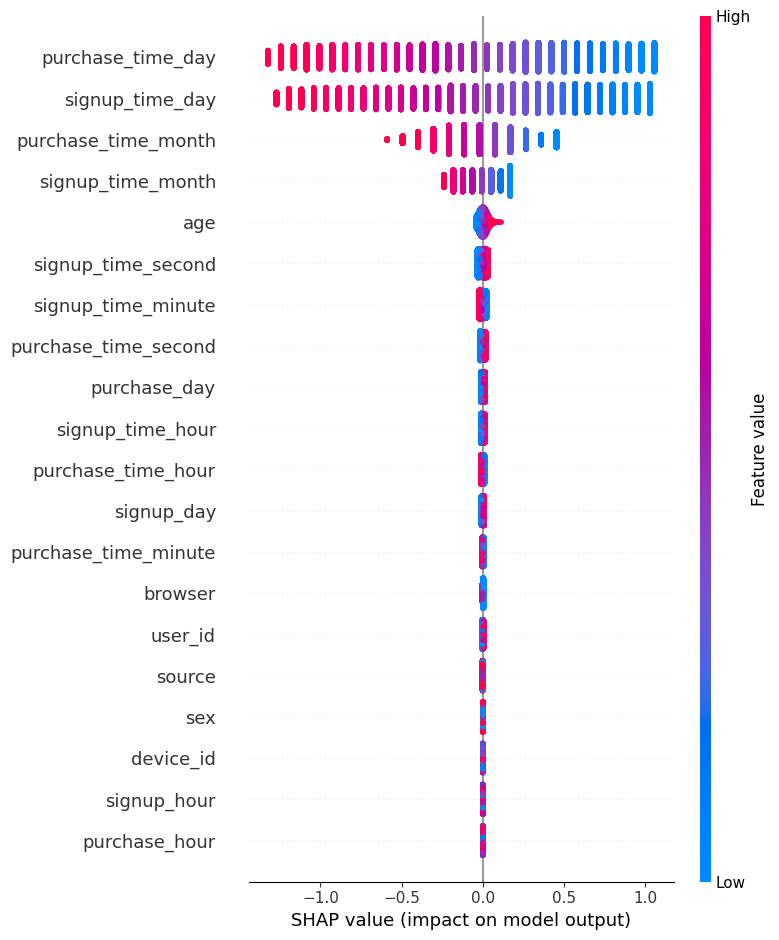 High
purchase_time_day
signup_time_day
purchase_time_month
signup_time_month
age
signup_time_second
signup_time_minute
purchase_time_second
purchase_day
signup_time_hour
purchase_time_hour
signup_day
purchase_time_minute
browser
user_id
source
sex
device_id
signup_hour
purchase_hour
Feature value
Low
−1.0 −0.5 0.0 0.5 1.0
SHAP value (impact on model output)